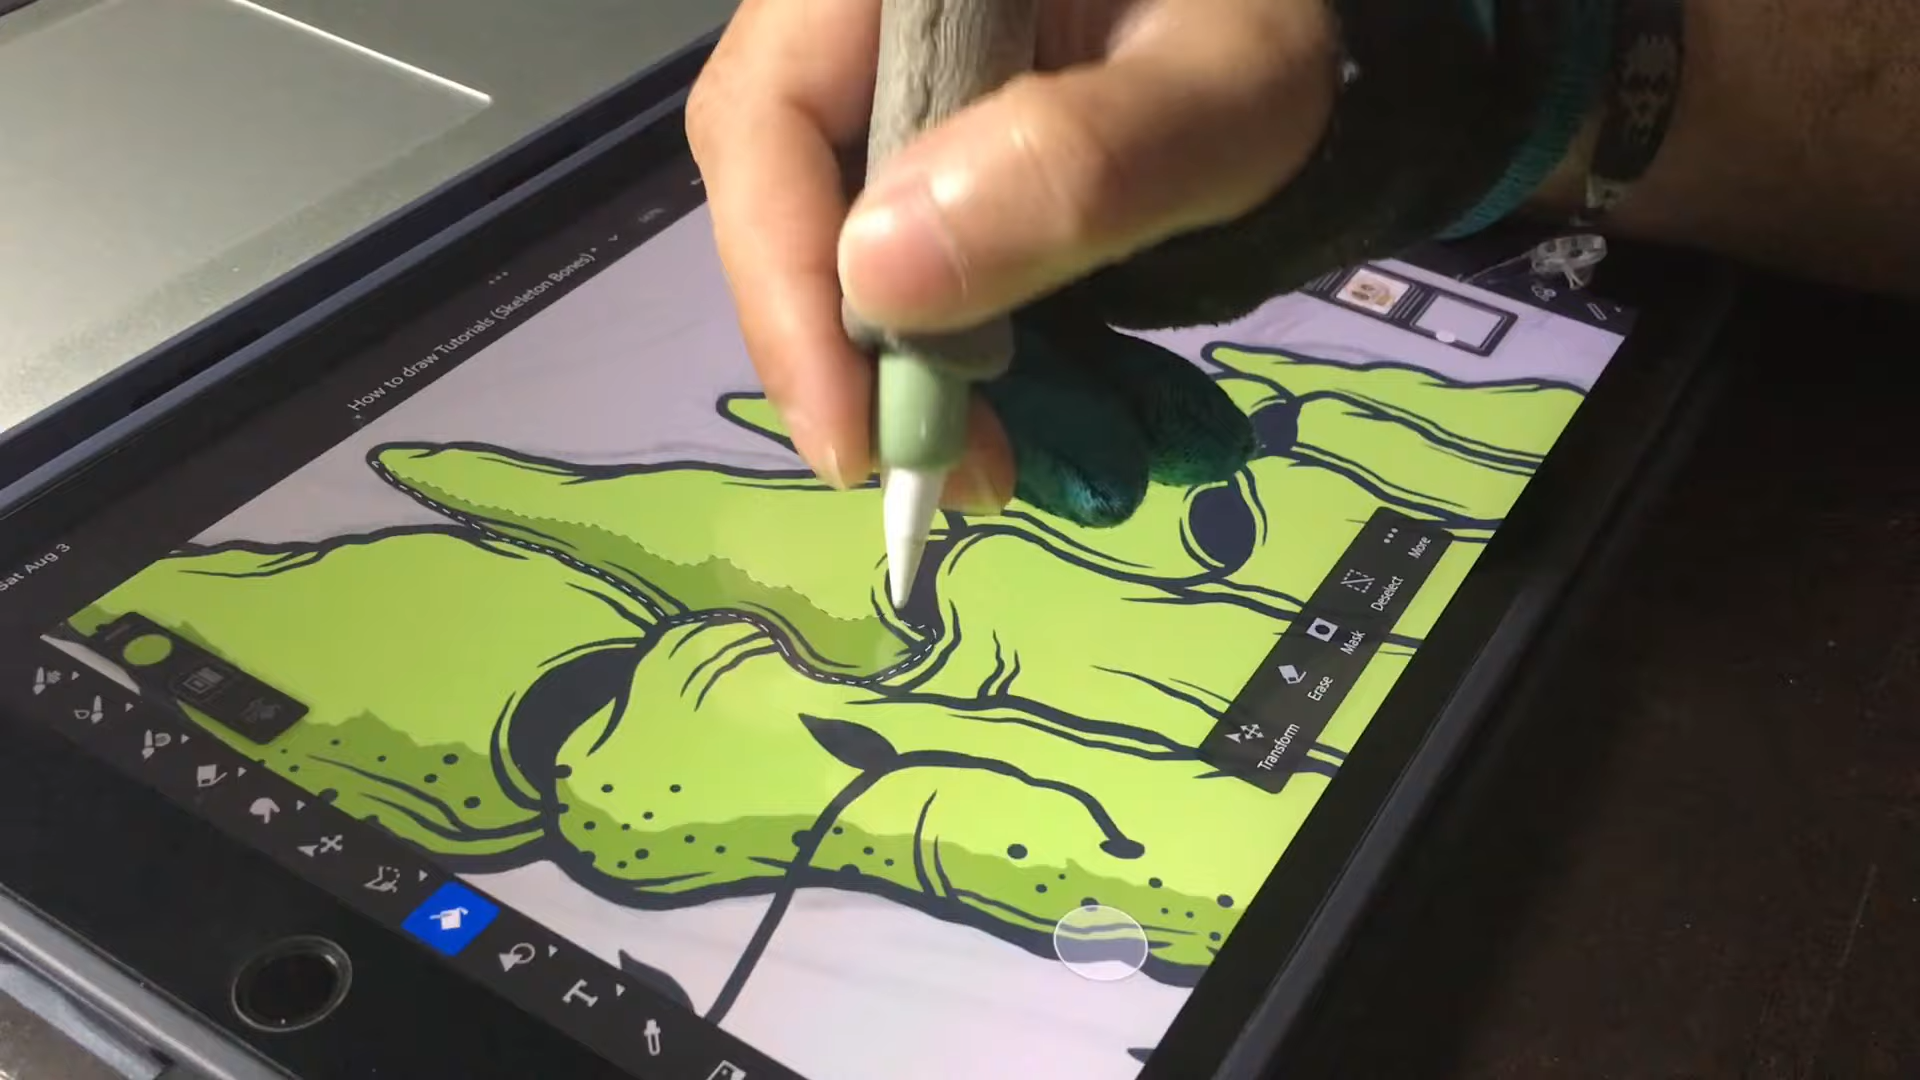 Sat Aug 3
How to draw Tutorials (Skeleton Bones) *
More
Deselect
Mask
Erase
Transform
T